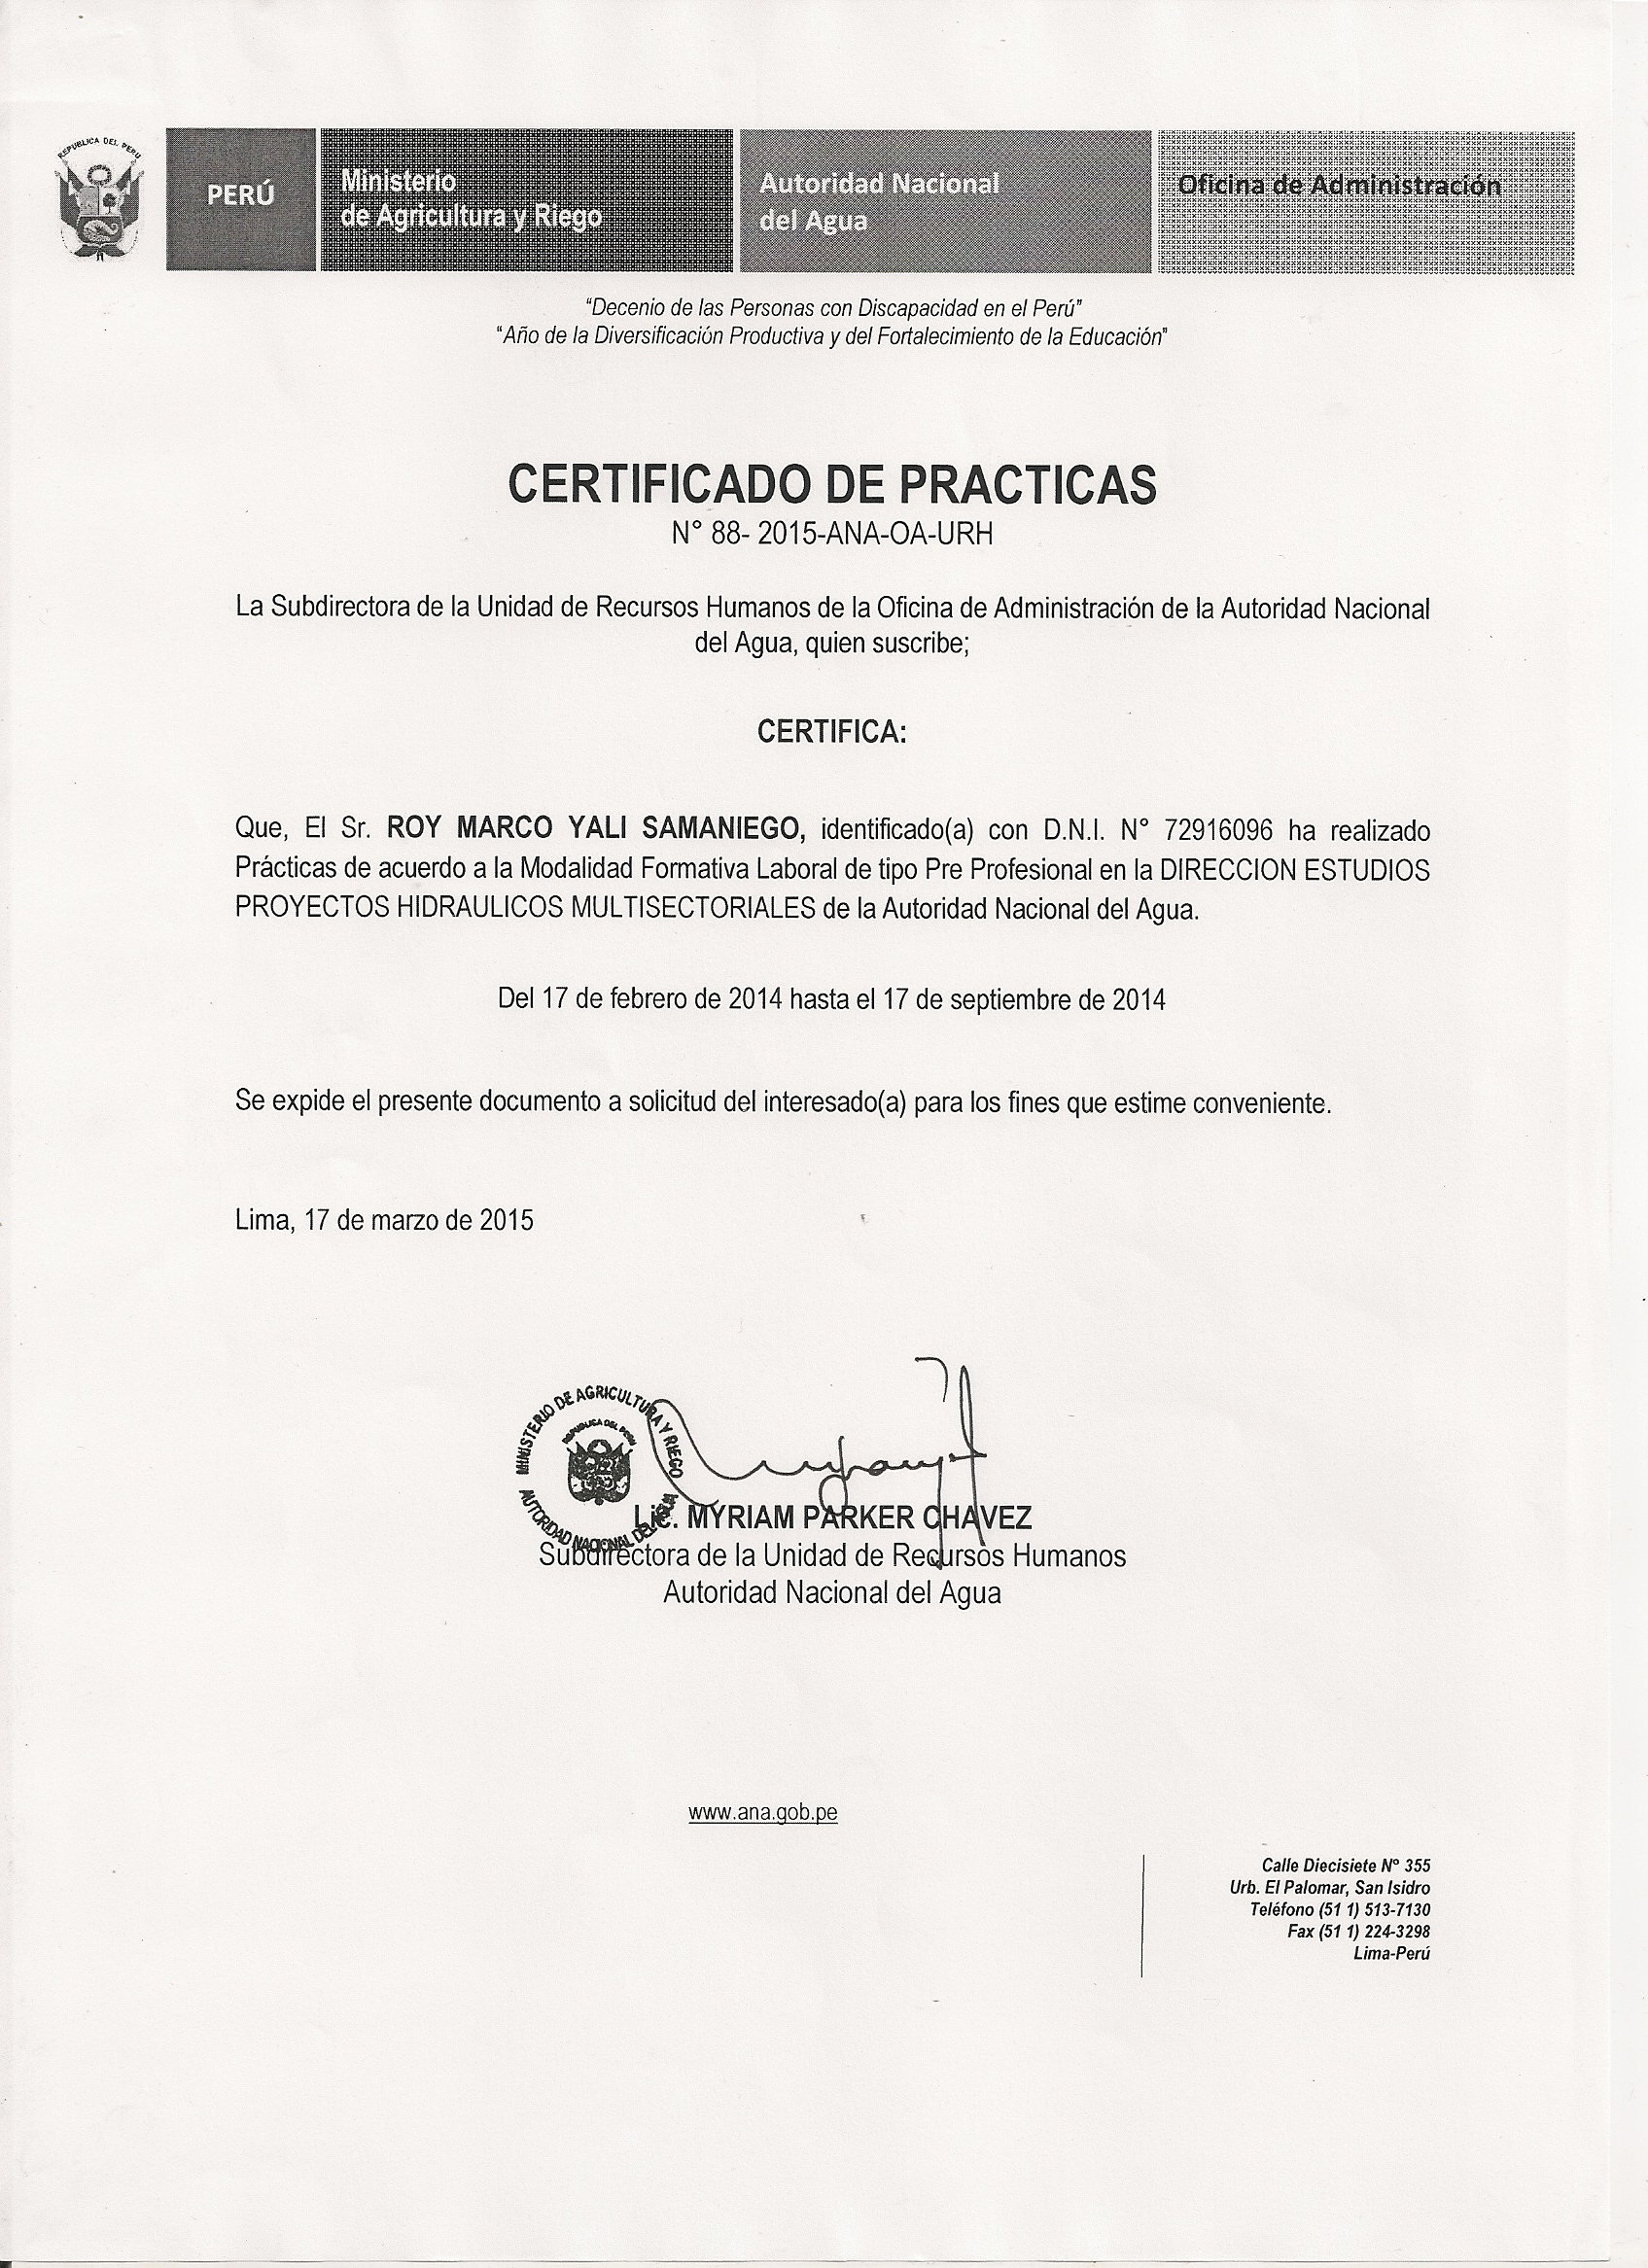 REPUBLICA DEL PERU
PERÚ
Ministerio
de Agricultura y Riego
Autoridad Nacional
del Agua
Oficina de Administración
“Decenio de las Personas con Discapacidad en el Perú”
“Año de la Diversificación Productiva y del Fortalecimiento de la Educación”
CERTIFICADO DE PRACTICAS
N° 88- 2015-ANA-OA-URH
La Subdirectora de la Unidad de Recursos Humanos de la Oficina de Administración de la Autoridad Nacional
del Agua, quien suscribe;
CERTIFICA:
Que, El Sr. ROY MARCO YALI SAMANIEGO, identificado(a) con D.N.I. N° 72916096 ha realizado
Prácticas de acuerdo a la Modalidad Formativa Laboral de tipo Pre Profesional en la DIRECCION ESTUDIOS
PROYECTOS HIDRAULICOS MULTISECTORIALES de la Autoridad Nacional del Agua.
Del 17 de febrero de 2014 hasta el 17 de septiembre de 2014
Se expide el presente documento a solicitud del interesado(a) para los fines que estime conveniente.
Lima, 17 de marzo de 2015
MINISTERIO DE AGRICULTURA Y RIEGO
REPUBLICA DEL PERU
AUTORIDAD NACIONAL DEL AGUA
Lic. MYRIAM PARKER CHAVEZ
Subdirectora de la Unidad de Recursos Humanos
Autoridad Nacional del Agua
www.ana.gob.pe
Calle Diecisiete Nº 355
Urb. El Palomar, San Isidro
Teléfono (51 1) 513-7130
Fax (51 1) 224-3298
Lima-Perú